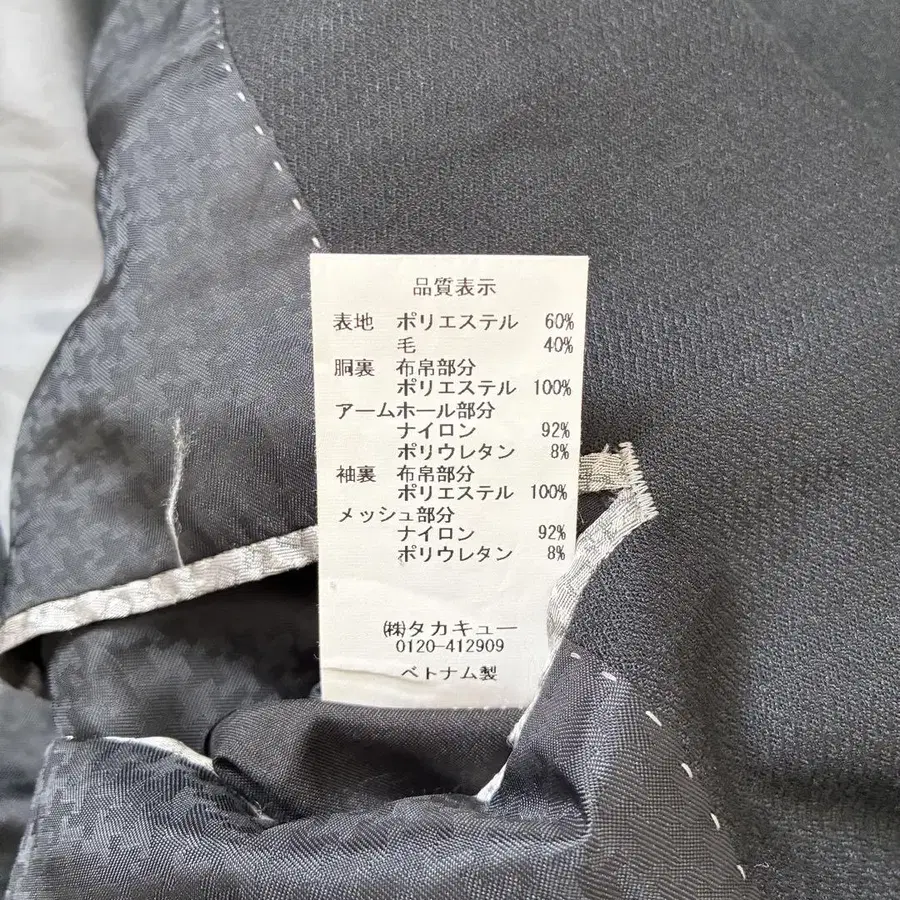 品質表示
表地 ポリエステル 60%
毛 40%
胴裏 布帛部分
ポリエステル 100%
アームホール部分
ナイロン 92%
ポリウレタン 8%
袖裏 布帛部分
ポリエステル 100%
メッシュ部分
ナイロン 92%
ポリウレタン 8%
㈱タカキュー
0120-412909
ベトナム製